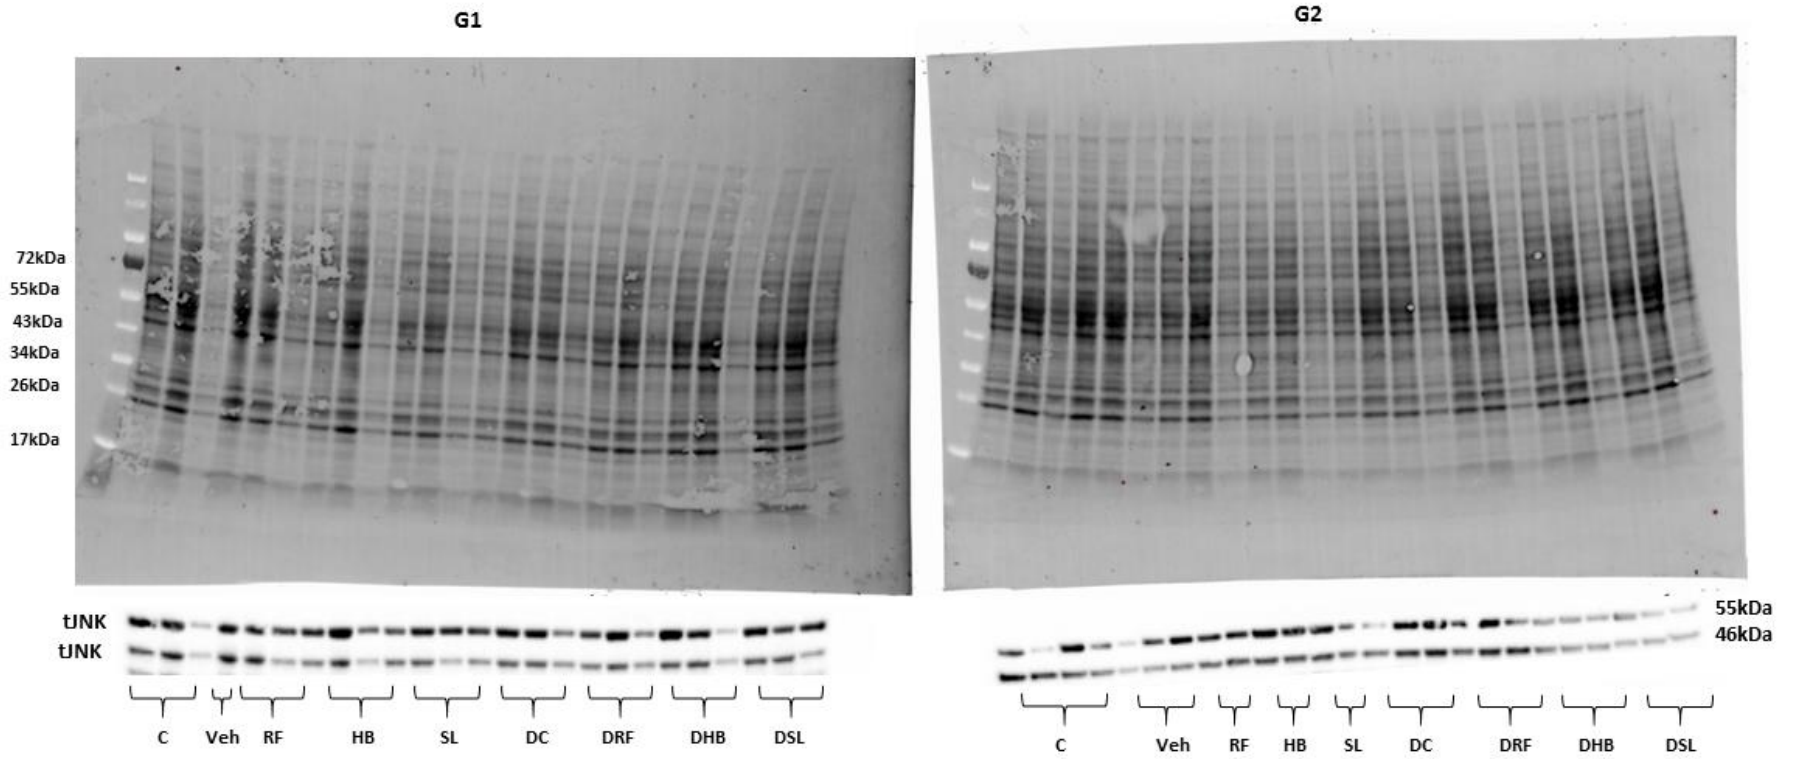 G1
G2
72kDa
55kDa
43kDa
34kDa
26kDa
17kDa
tJNK
tJNK
55kDa
46kDa
C Veh RF HB SL DC DRF DHB DSL
C Veh RF HB SL DC DRF DHB DSL